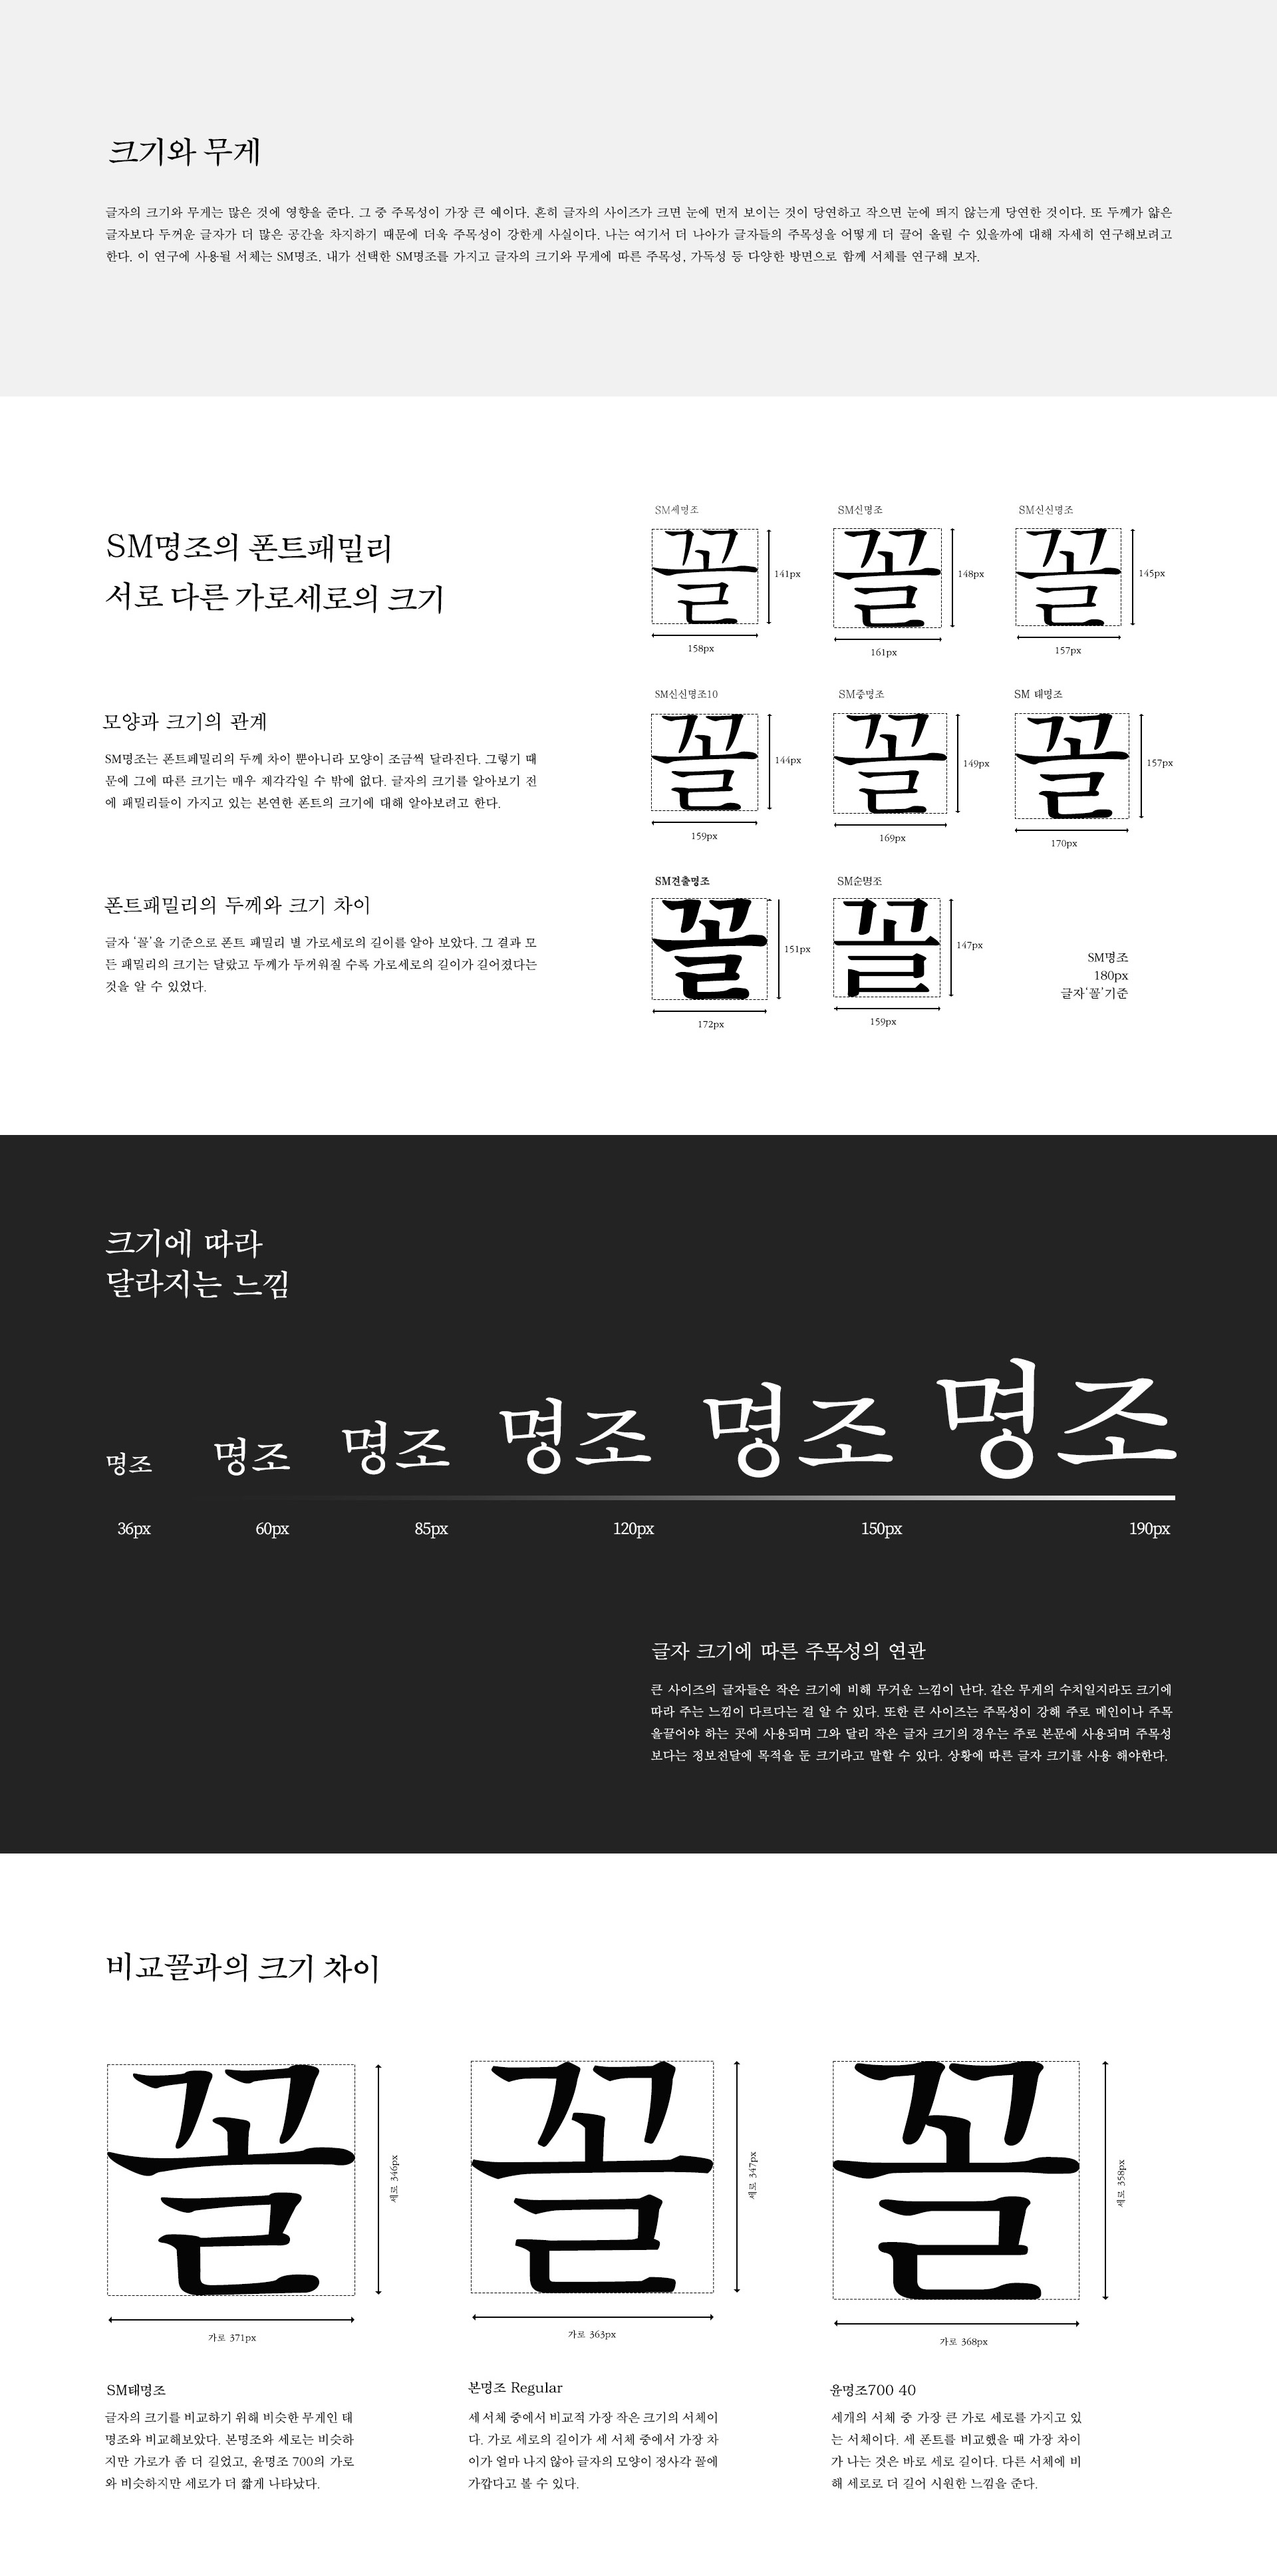 크기와 무게
글자의 크기와 무게는 많은 것에 영향을 준다. 그 중 주목성이 가장 큰 예이다. 흔히 글자의 사이즈가 크면 눈에 먼저 보이는 것이 당연하고 작으면 눈에 띄지 않는게 당연한 것이다. 또 두께가 얇은
글자보다 두꺼운 글자가 더 많은 공간을 차지하기 때문에 더욱 주목성이 강한게 사실이다. 나는 여기서 더 나아가 글자들의 주목성을 어떻게 더 끌어 올릴 수 있을까에 대해 자세히 연구해보려고
한다. 이 연구에 사용될 서체는 SM명조. 내가 선택한 SM명조를 가지고 글자의 크기와 무게에 따른 주목성, 가독성 등 다양한 방면으로 함께 서체를 연구해 보자.
SM명조의 폰트패밀리
서로 다른 가로세로의 크기
모양과 크기의 관계
SM명조는 폰트페밀리의 두께 차이 뿐아니라 모양이 조금씩 달라진다. 그렇기 때
문에 그에 따른 크기는 매우 제각각일 수 밖에 없다. 글자의 크기를 알아보기 전
에 패밀리들이 가지고 있는 본연한 폰트의 크기에 대해 알아보려고 한다.
폰트패밀리의 두께와 크기 차이
글자 ‘꼴’을 기준으로 폰트 패밀리 별 가로세로의 길이를 알아 보았다. 그 결과 모
든 패밀리의 크기는 달랐고 두께가 두꺼워질 수록 가로세로의 길이가 길어졌다는
것을 알 수 있었다.
SM세명조
꼴
141px
158px
SM신명조
꼴
148px
161px
SM신신명조
꼴
145px
157px
SM신신명조10
꼴
144px
159px
SM중명조
꼴
149px
169px
SM 태명조
꼴
157px
170px
SM견출명조
꼴
151px
172px
SM순명조
꼴
147px
159px
SM명조
180px
글자‘꼴’기준
크기에 따라
달라지는 느낌
명조 명조 명조 명조 명조 명조
36px 60px 85px 120px 150px 190px
글자 크기에 따른 주목성의 연관
큰 사이즈의 글자들은 작은 크기에 비해 무거운 느낌이 난다. 같은 무게의 수치일지라도 크기에
따라 주는 느낌이 다르다는 걸 알 수 있다. 또한 큰 사이즈는 주목성이 강해 주로 메인이나 주목
을끌어야 하는 곳에 사용되며 그와 달리 작은 글자 크기의 경우는 주로 본문에 사용되며 주목성
보다는 정보전달에 목적을 둔 크기라고 말할 수 있다. 상황에 따른 글자 크기를 사용 해야한다.
비교꼴과의 크기 차이
꼴
세로 346px
가로 371px
SM태명조
글자의 크기를 비교하기 위해 비슷한 무게인 태
명조와 비교해보았다. 본명조와 세로는 비슷하
지만 가로가 좀 더 길었고, 윤명조 700의 가로
와 비슷하지만 세로가 더 짧게 나타났다.
꼴
세로 347px
가로 363px
본명조 Regular
세 서체 중에서 비교적 가장 작은 크기의 서체이
다. 가로 세로의 길이가 세 서체 중에서 가장 차
이가 얼마 나지 않아 글자의 모양이 정사각 꼴에
가깝다고 볼 수 있다.
꼴
세로 358px
가로 368px
윤명조700 40
세개의 서체 중 가장 큰 가로 세로를 가지고 있
는 서체이다. 세 폰트를 비교했을 때 가장 차이
가 나는 것은 바로 세로 길이다. 다른 서체에 비
해 세로로 더 길어 시원한 느낌을 준다.